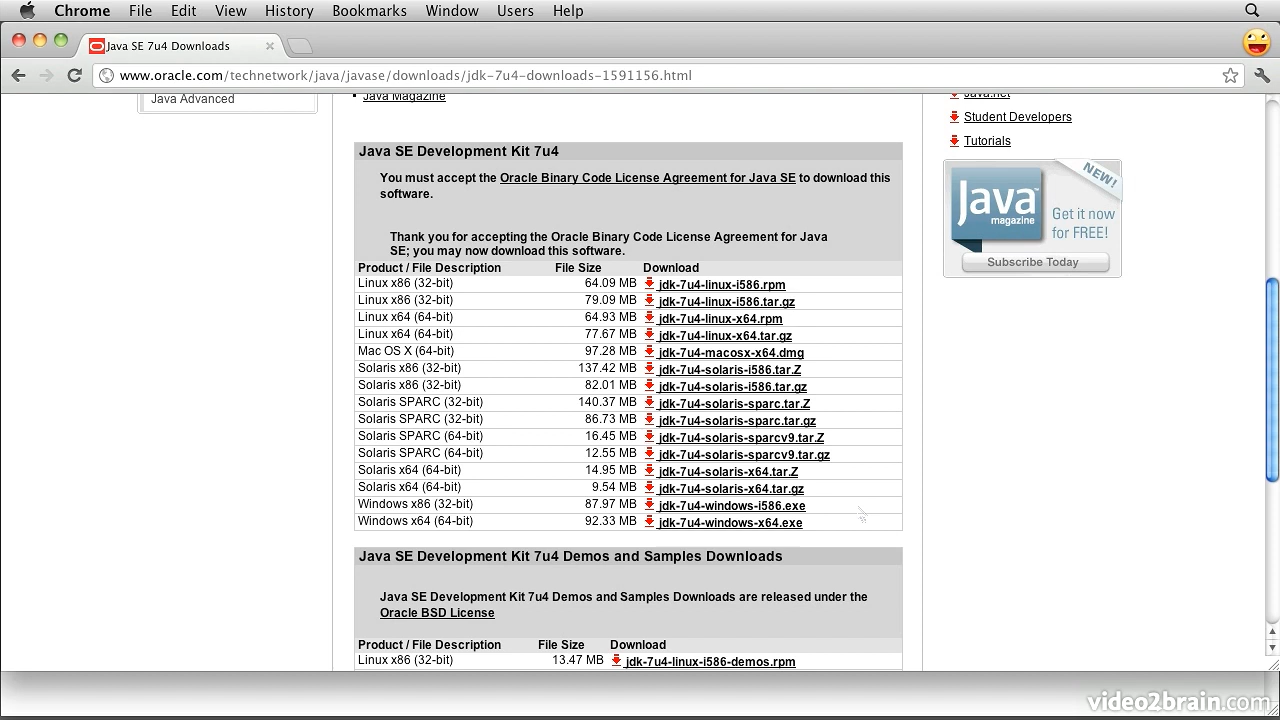 Chrome File Edit View History Bookmarks Window Users Help
Java SE 7u4 Downloads
www.oracle.com/technetwork/java/javase/downloads/jdk-7u4-downloads-1591156.html
Java Advanced
Java Magazine
Java.net
Student Developers
Tutorials
NEW!
Java
magazine
Get it now
for FREE!
Subscribe Today
Java SE Development Kit 7u4
You must accept the Oracle Binary Code License Agreement for Java SE to download this
software.
Thank you for accepting the Oracle Binary Code License Agreement for Java
SE; you may now download this software.
Product / File Description File Size Download
Linux x86 (32-bit) 64.09 MB jdk-7u4-linux-i586.rpm
Linux x86 (32-bit) 79.09 MB jdk-7u4-linux-i586.tar.gz
Linux x64 (64-bit) 64.93 MB jdk-7u4-linux-x64.rpm
Linux x64 (64-bit) 77.67 MB jdk-7u4-linux-x64.tar.gz
Mac OS X (64-bit) 97.28 MB jdk-7u4-macosx-x64.dmg
Solaris x86 (32-bit) 137.42 MB jdk-7u4-solaris-i586.tar.Z
Solaris x86 (32-bit) 82.01 MB jdk-7u4-solaris-i586.tar.gz
Solaris SPARC (32-bit) 140.37 MB jdk-7u4-solaris-sparc.tar.Z
Solaris SPARC (32-bit) 86.73 MB jdk-7u4-solaris-sparc.tar.gz
Solaris SPARC (64-bit) 16.45 MB jdk-7u4-solaris-sparcv9.tar.Z
Solaris SPARC (64-bit) 12.55 MB jdk-7u4-solaris-sparcv9.tar.gz
Solaris x64 (64-bit) 14.95 MB jdk-7u4-solaris-x64.tar.Z
Solaris x64 (64-bit) 9.54 MB jdk-7u4-solaris-x64.tar.gz
Windows x86 (32-bit) 87.97 MB jdk-7u4-windows-i586.exe
Windows x64 (64-bit) 92.33 MB jdk-7u4-windows-x64.exe
Java SE Development Kit 7u4 Demos and Samples Downloads
Java SE Development Kit 7u4 Demos and Samples Downloads are released under the
Oracle BSD License
Product / File Description File Size Download
Linux x86 (32-bit) 13.47 MB jdk-7u4-linux-i586-demos.rpm
video2brain.com